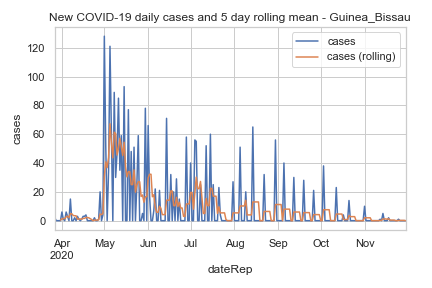 New COVID-19 daily cases and 5 day rolling mean - Guinea_Bissau
cases
cases (rolling)
120
100
80
60
40
20
0
cases
Apr
2020
May
Jun
Jul
Aug
Sep
Oct
Nov
dateRep